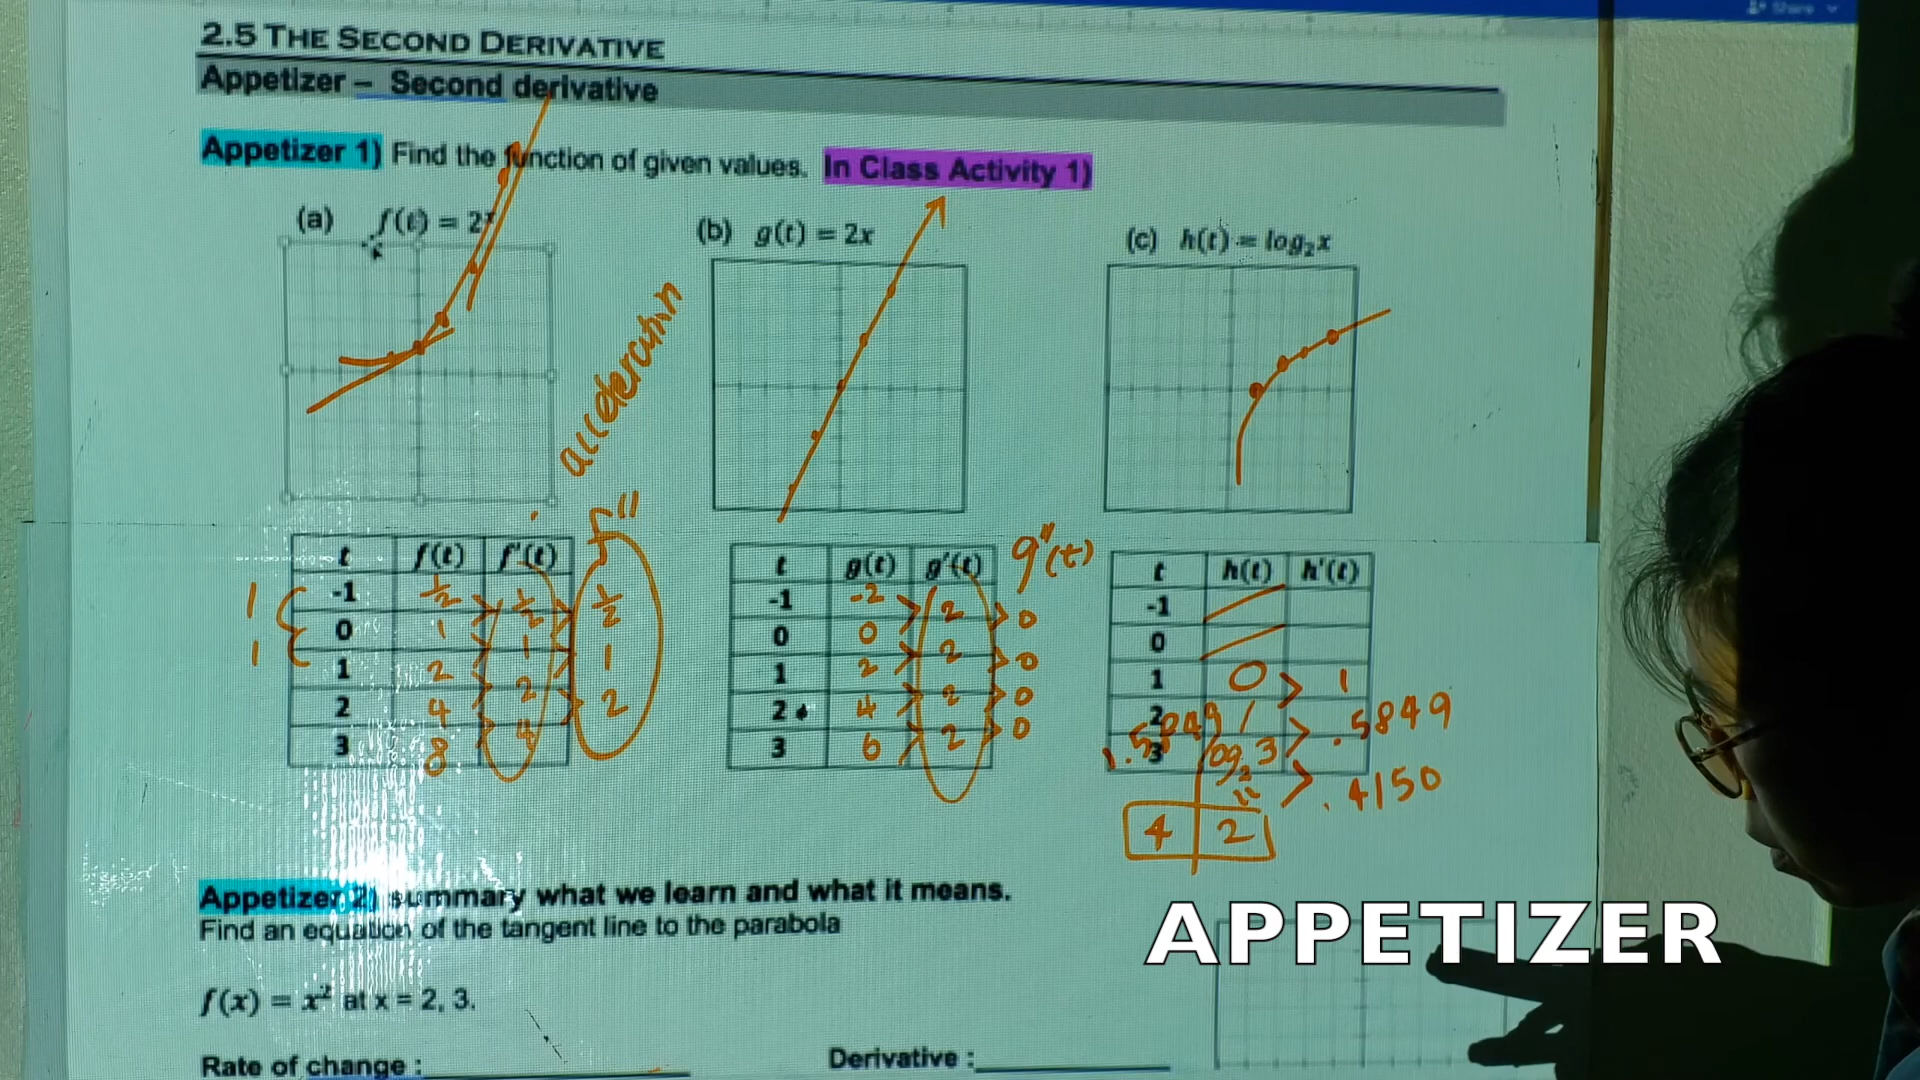 Share
2.5 THE SECOND DERIVATIVE
Appetizer – Second derivative
Appetizer 1) Find the function of given values. In Class Activity 1)
(a) f(t) = 2ˣ
(b) g(t) = 2x
(c) h(t) = log₂x
acceleration
t f(t) f'(t) f''
-1 ½ ½ ½
0 1 1 1
1 2 2 2
2 4 4
3 8
1
1
t g(t) g'(t) g''(t)
-1 -2 2 0
0 0 2 0
1 2 2 0
2 4 2 0
3 6
t h(t) h'(t)
-1
0
1 0 1
2 1 .5849
3 log₂3 .4150
1.5849
4 2
Appetizer 2) summary what we learn and what it means.
Find an equation of the tangent line to the parabola
f(x) = x² at x = 2, 3.
Rate of change :
Derivative :
APPETIZER